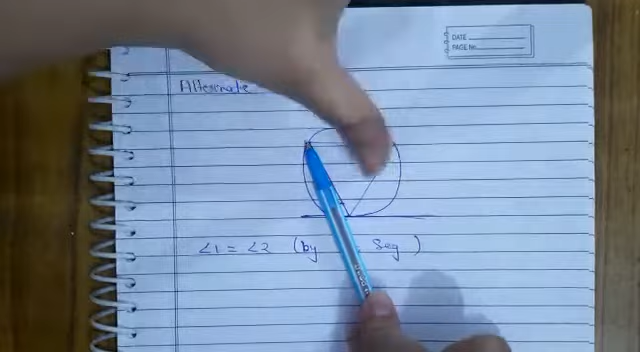 DATE
PAGE No.
Alternate
∠1 = ∠2 (by seg)